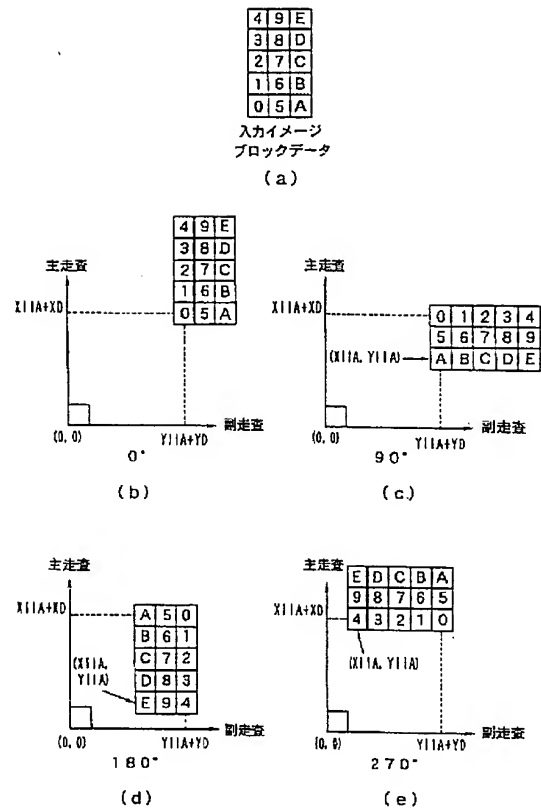 4 9 E
3 8 D
2 7 C
1 6 B
0 5 A
入力イメージ
ブロックデータ
(a)
主走査
4 9 E
3 8 D
2 7 C
1 6 B
0 5 A
XIIA+XD
(0, 0)
YIIA+YD
副走査
0°
(b)
主走査
XIIA+XD
0 1 2 3 4
5 6 7 8 9
A B C D E
(XIIA, YIIA)
(0, 0)
YIIA+YD
副走査
90°
(c)
主走査
XIIA+XD
A 5 0
B 6 1
C 7 2
D 8 3
E 9 4
(XIIA,
YIIA)
(0, 0)
YIIA+YD
副走査
180°
(d)
主走査
E D C B A
9 8 7 6 5
4 3 2 1 0
XIIA+XD
(XIIA, YIIA)
(0, 0)
YIIA+YD
副走査
270°
(e)